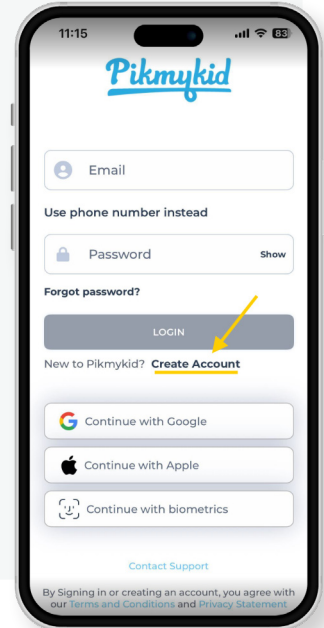 11:15
83
Pikmykid
Email
Use phone number instead
Password Show
Forgot password?
LOGIN
New to Pikmykid? Create Account
Continue with Google
Continue with Apple
Continue with biometrics
Contact Support
By Signing in or creating an account, you agree with
our Terms and Conditions and Privacy Statement